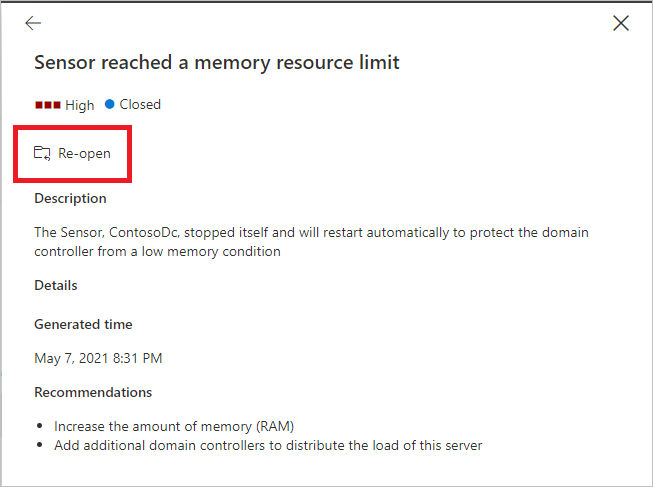 Sensor reached a memory resource limit
High Closed
Re-open
Description
The Sensor, ContosoDc, stopped itself and will restart automatically to protect the domain
controller from a low memory condition
Details
Generated time
May 7, 2021 8:31 PM
Recommendations
• Increase the amount of memory (RAM)
• Add additional domain controllers to distribute the load of this server